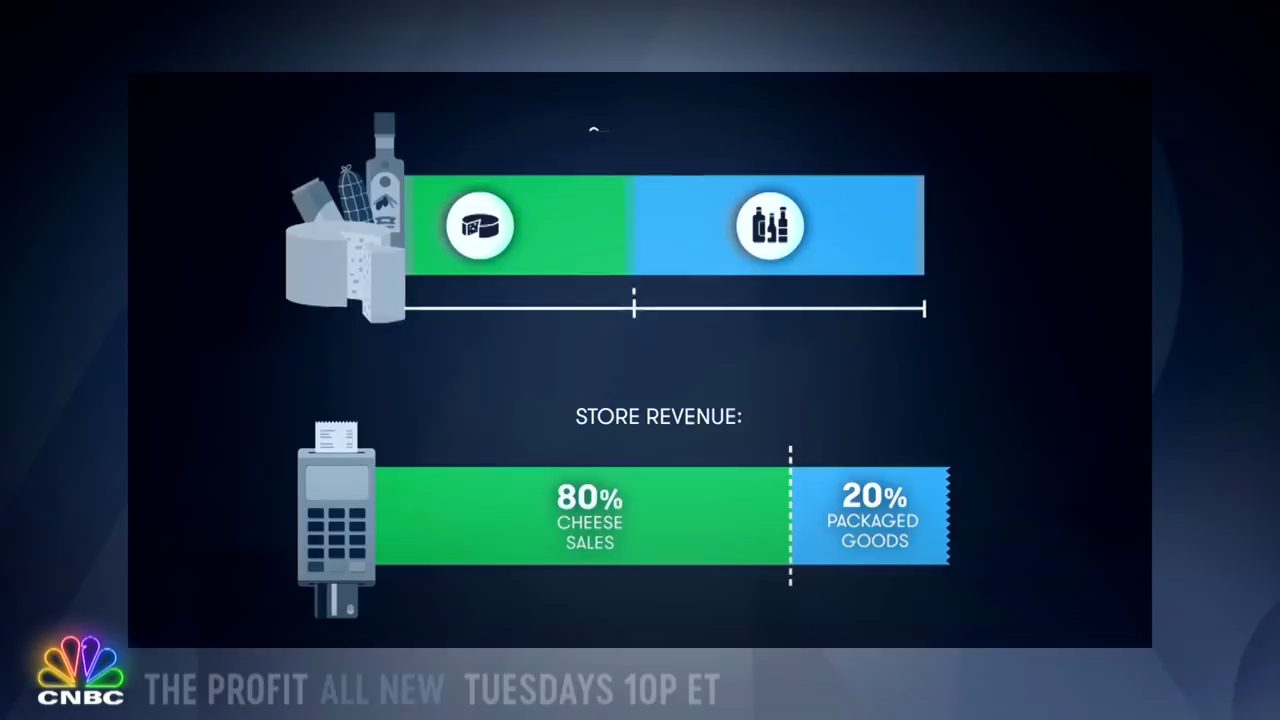 STORE REVENUE:
80%
CHEESE
SALES
20%
PACKAGED
GOODS
CNBC
THE PROFIT ALL NEW TUESDAYS 10P ET